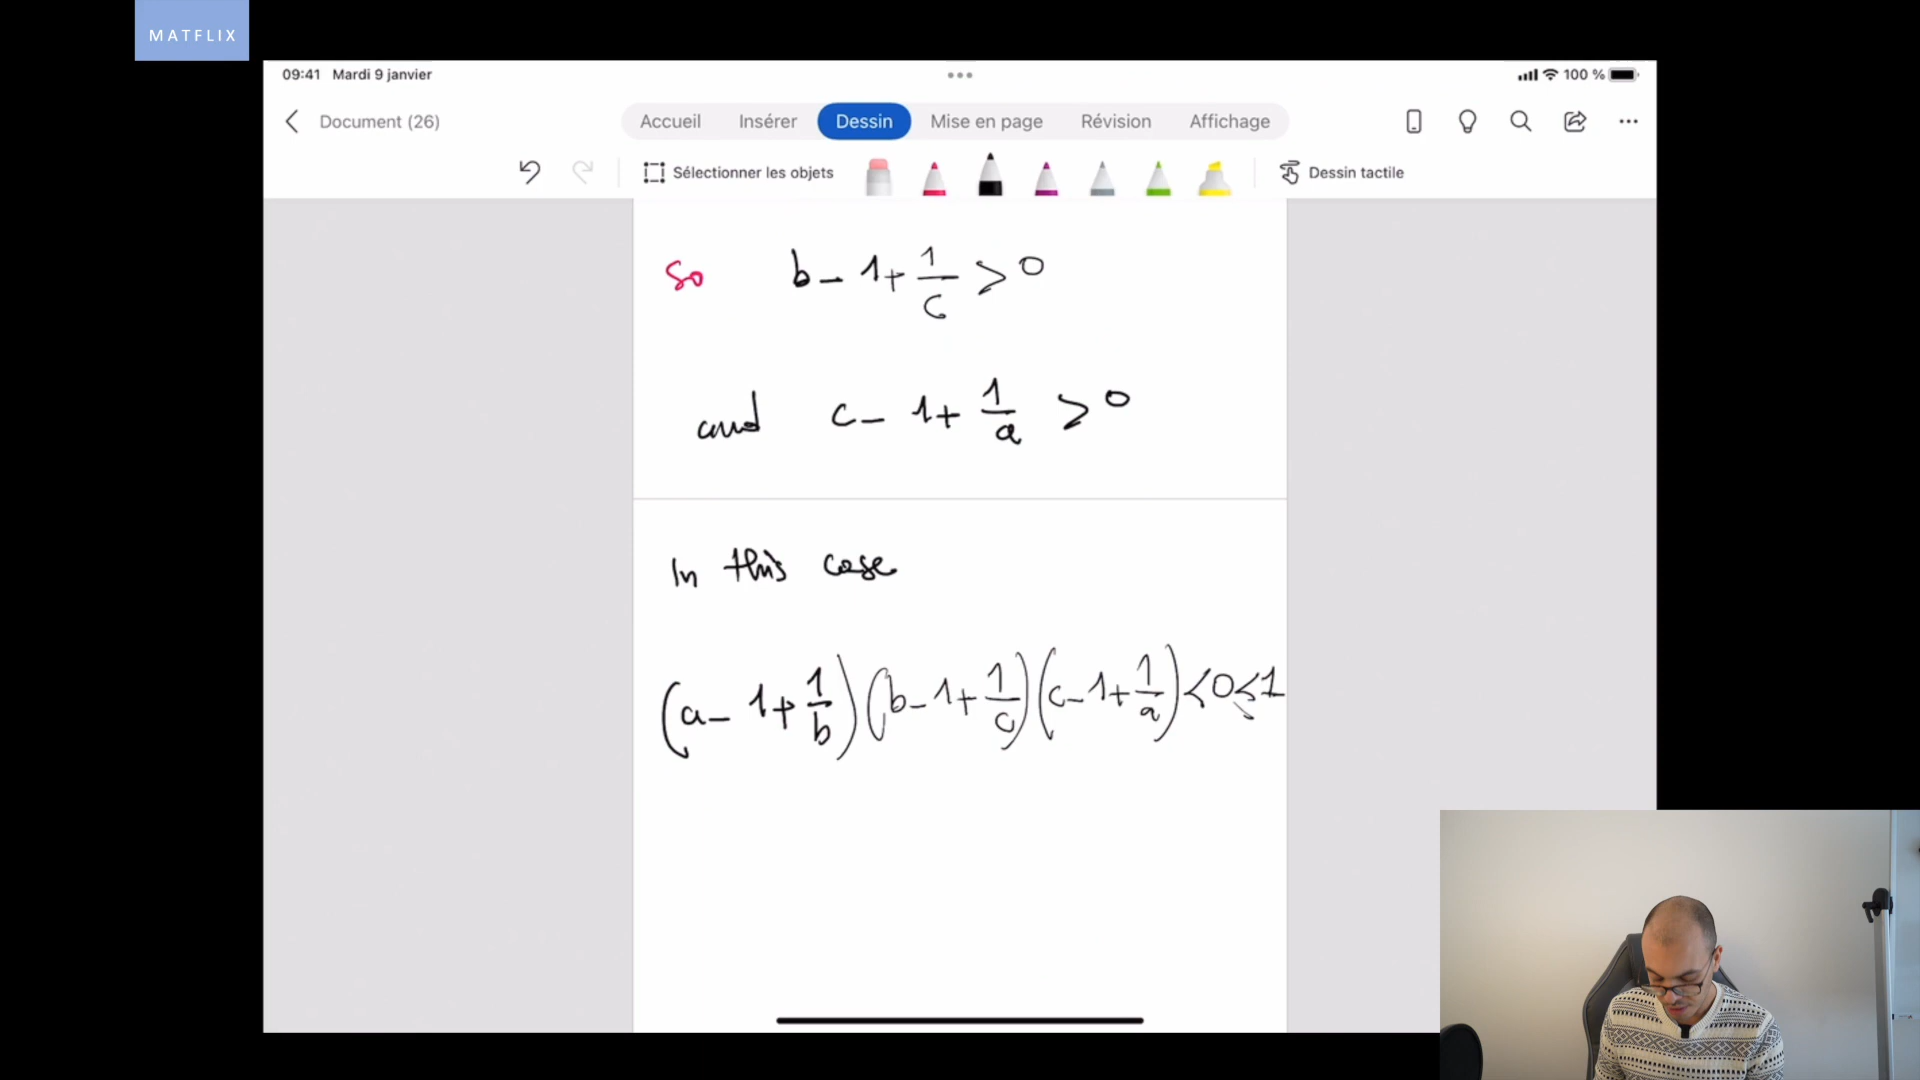 MATFLIX
09:41 Mardi 9 janvier
100 %
Document (26)
Accueil Insérer Dessin Mise en page Révision Affichage
Sélectionner les objets
Dessin tactile
So b - 1 + 1/c > 0
and c - 1 + 1/a > 0
In this case
(a - 1 + 1/b)(b - 1 + 1/c)(c - 1 + 1/a) < 0 ≤ 1